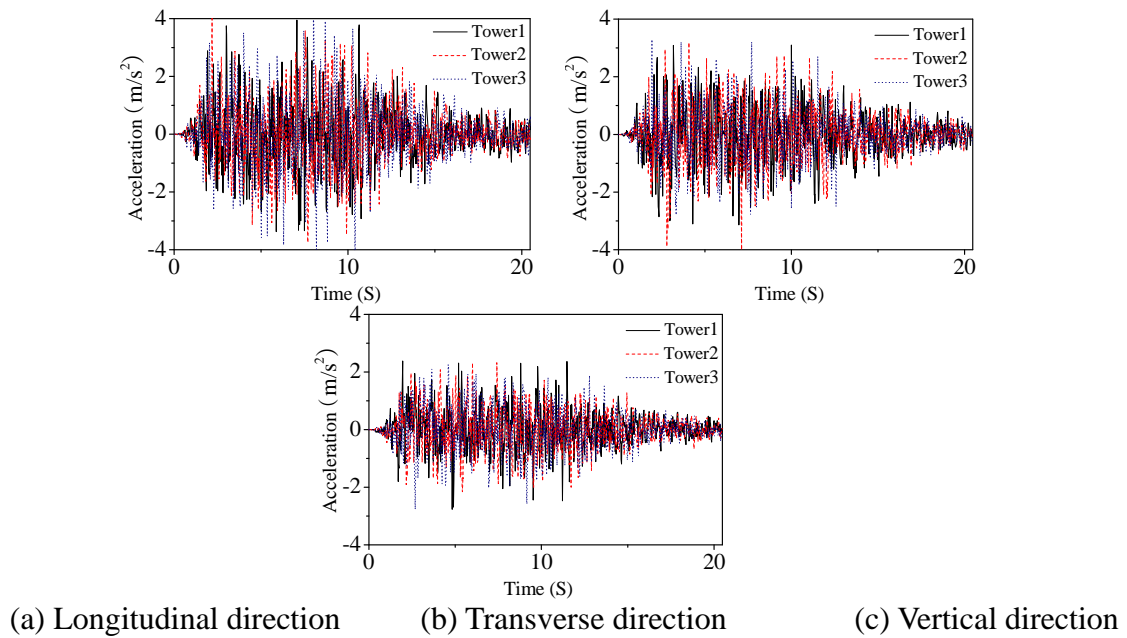 4
2
0
-2
-4
0 10 20
Acceleration ( m/s²)
Time (S)
Tower1
Tower2
Tower3
4
2
0
-2
-4
0 10 20
Acceleration ( m/s²)
Time (S)
Tower1
Tower2
Tower3
4
2
0
-2
-4
0 10 20
Acceleration ( m/s²)
Time (S)
Tower1
Tower2
Tower3
(a) Longitudinal direction (b) Transverse direction (c) Vertical direction